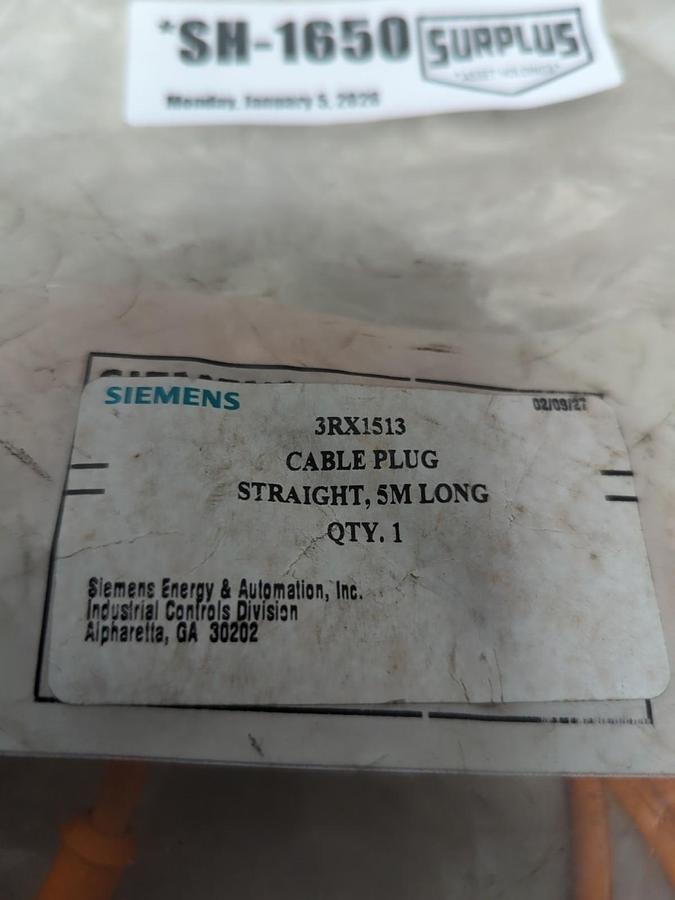 *SH-1650 SURPLUS
Monday, January 5, 2026
SIEMENS
02/09/27
3RX1513
CABLE PLUG
STRAIGHT, 5M LONG
QTY. 1
Siemens Energy & Automation, Inc.
Industrial Controls Division
Alpharetta, GA 30202